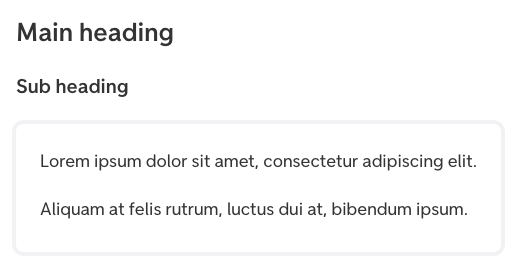 Main heading
Sub heading
Lorem ipsum dolor sit amet, consectetur adipiscing elit.
Aliquam at felis rutrum, luctus dui at, bibendum ipsum.